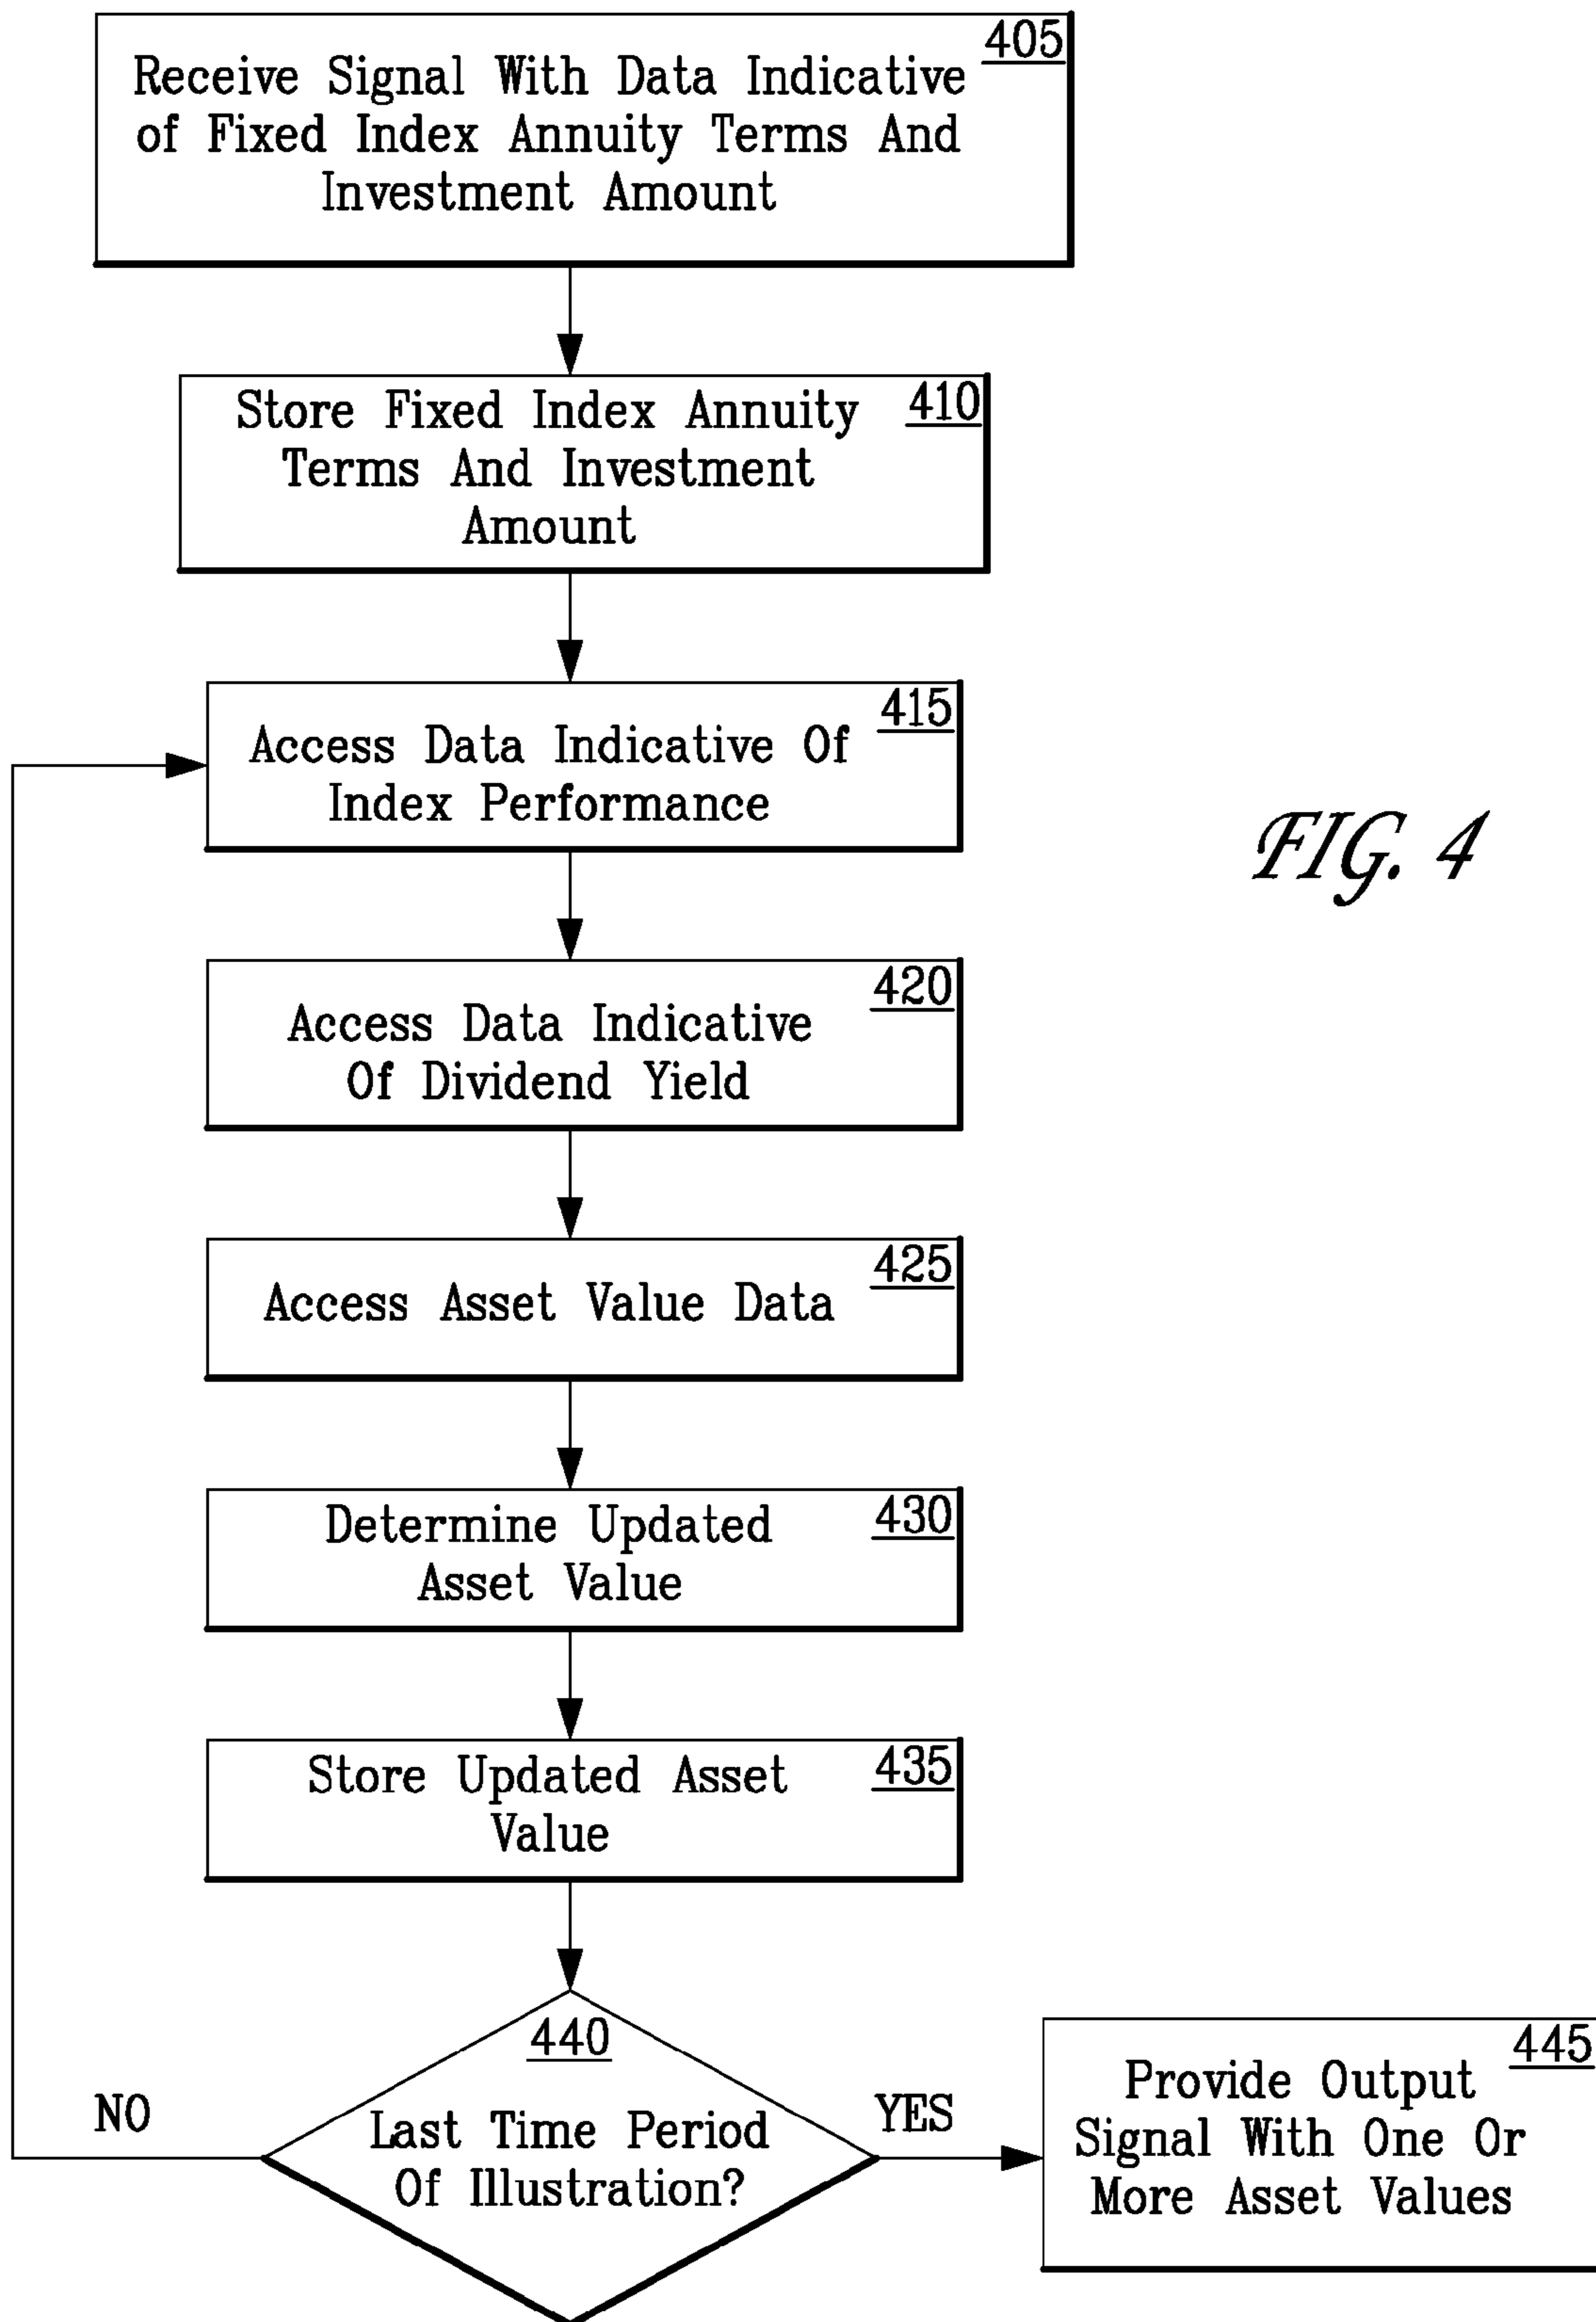 405
Receive Signal With Data Indicative
of Fixed Index Annuity Terms And
Investment Amount
410
Store Fixed Index Annuity
Terms And Investment
Amount
415
Access Data Indicative Of
Index Performance
FIG. 4
420
Access Data Indicative
Of Dividend Yield
425
Access Asset Value Data
430
Determine Updated
Asset Value
435
Store Updated Asset
Value
440
Last Time Period
Of Illustration?
NO
YES
445
Provide Output
Signal With One Or
More Asset Values